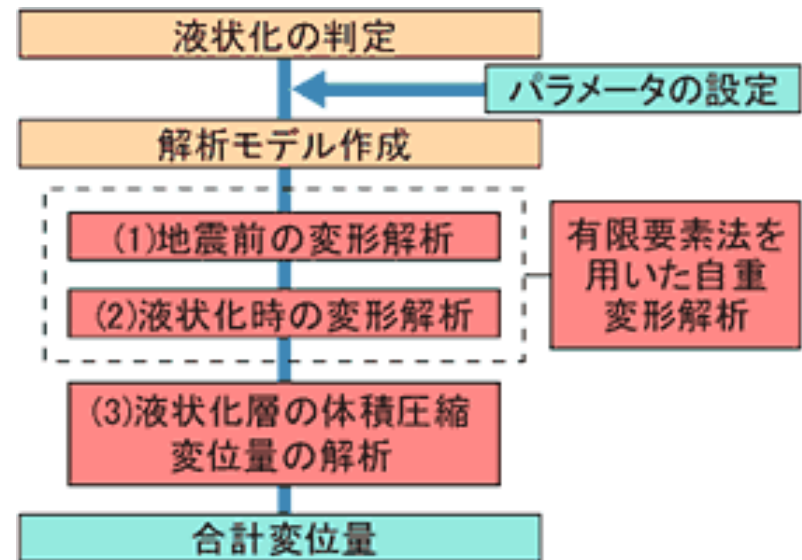 液状化の判定
パラメータの設定
解析モデル作成
(1)地震前の変形解析
(2)液状化時の変形解析
有限要素法を
用いた自重
変形解析
(3)液状化層の体積圧縮
変位量の解析
合計変位量